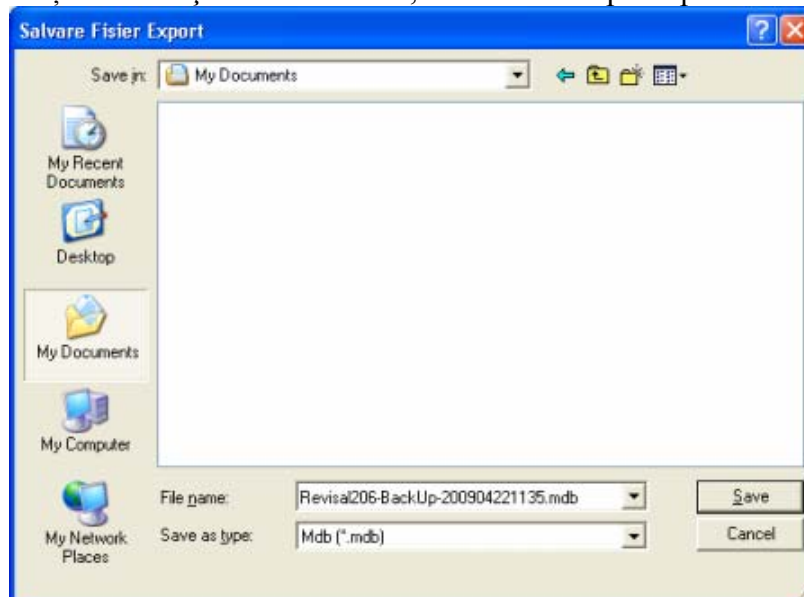 Salvare Fisier Export
Save in:
My Documents
My Recent
Documents
Desktop
My Documents
My Computer
My Network
Places
File name:
Revisal206-BackUp-200904221135.mdb
Save
Save as type:
Mdb (*.mdb)
Cancel